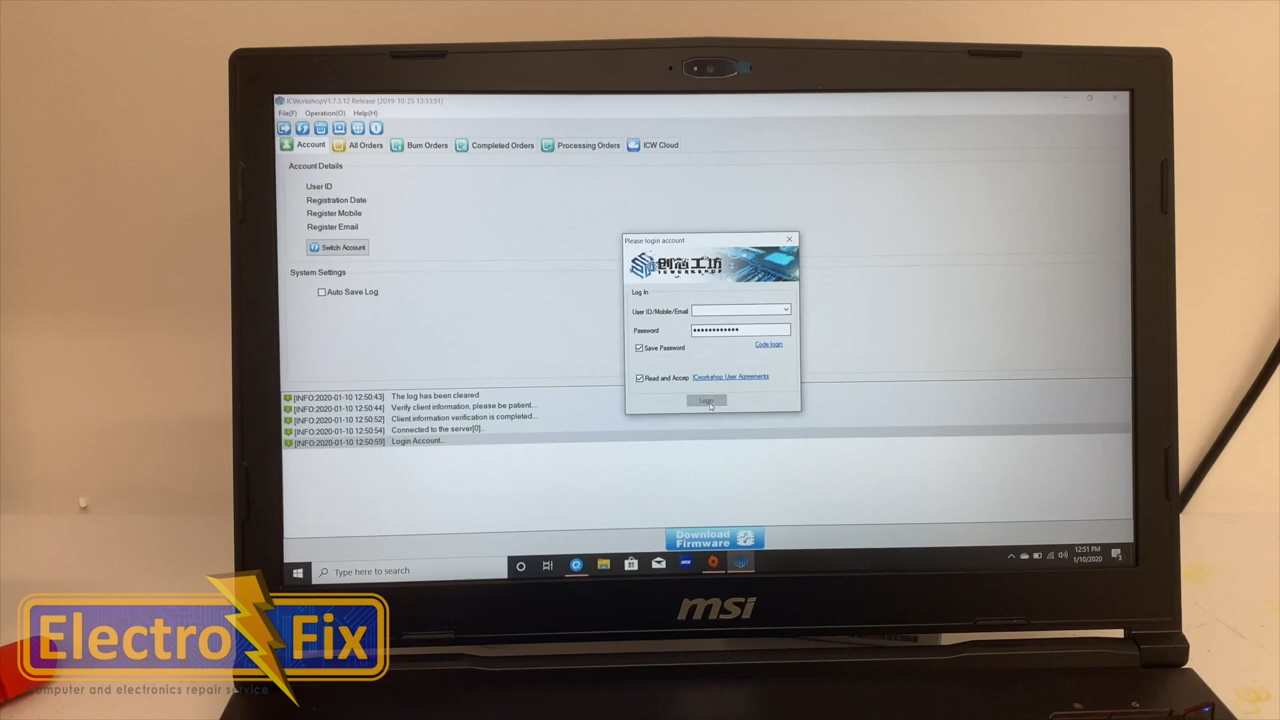 ICWorkshopV1.7.3.12 Release [2019-10-25 13:33:51]
File(F) Operation(O) Help(H)
Account All Orders Burn Orders Completed Orders Processing Orders ICW Cloud
Account Details
User ID
Registration Date
Register Mobile
Register Email
Switch Account
System Settings
Auto Save Log
Please login account
创芯工坊
ICWORKSHOP
Log In
User ID/Mobile/Email
Password ••••••••••••
Save Password Code login
Read and Accep ICworkshop User Agreements
Login
[INFO:2020-01-10 12:50:43] The log has been cleared
[INFO:2020-01-10 12:50:44] Verify client information, please be patient...
[INFO:2020-01-10 12:50:52] Client information verification is completed...
[INFO:2020-01-10 12:50:54] Connected to the server[0]...
[INFO:2020-01-10 12:50:59] Login Account...
Download
Firmware
Type here to search
12:51 PM
1/10/2020
msi
Electro Fix
computer and electronics repair service